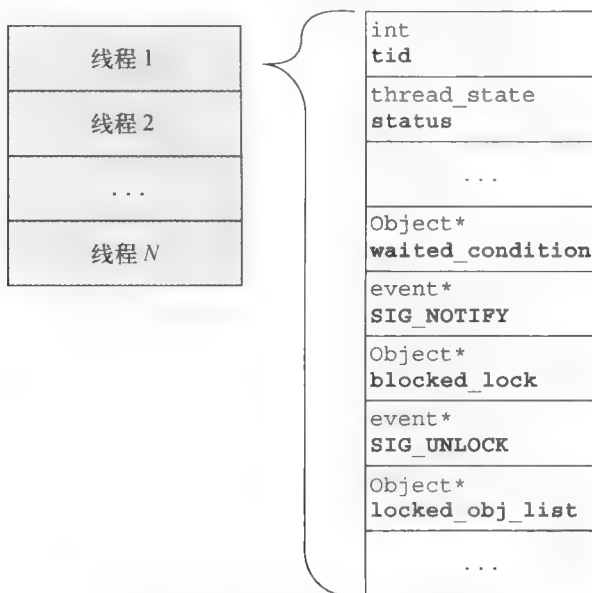 线程 1
线程 2
...
线程 N
int
tid
thread_state
status
...
Object*
waited_condition
event*
SIG_NOTIFY
Object*
blocked_lock
event*
SIG_UNLOCK
Object*
locked_obj_list
...